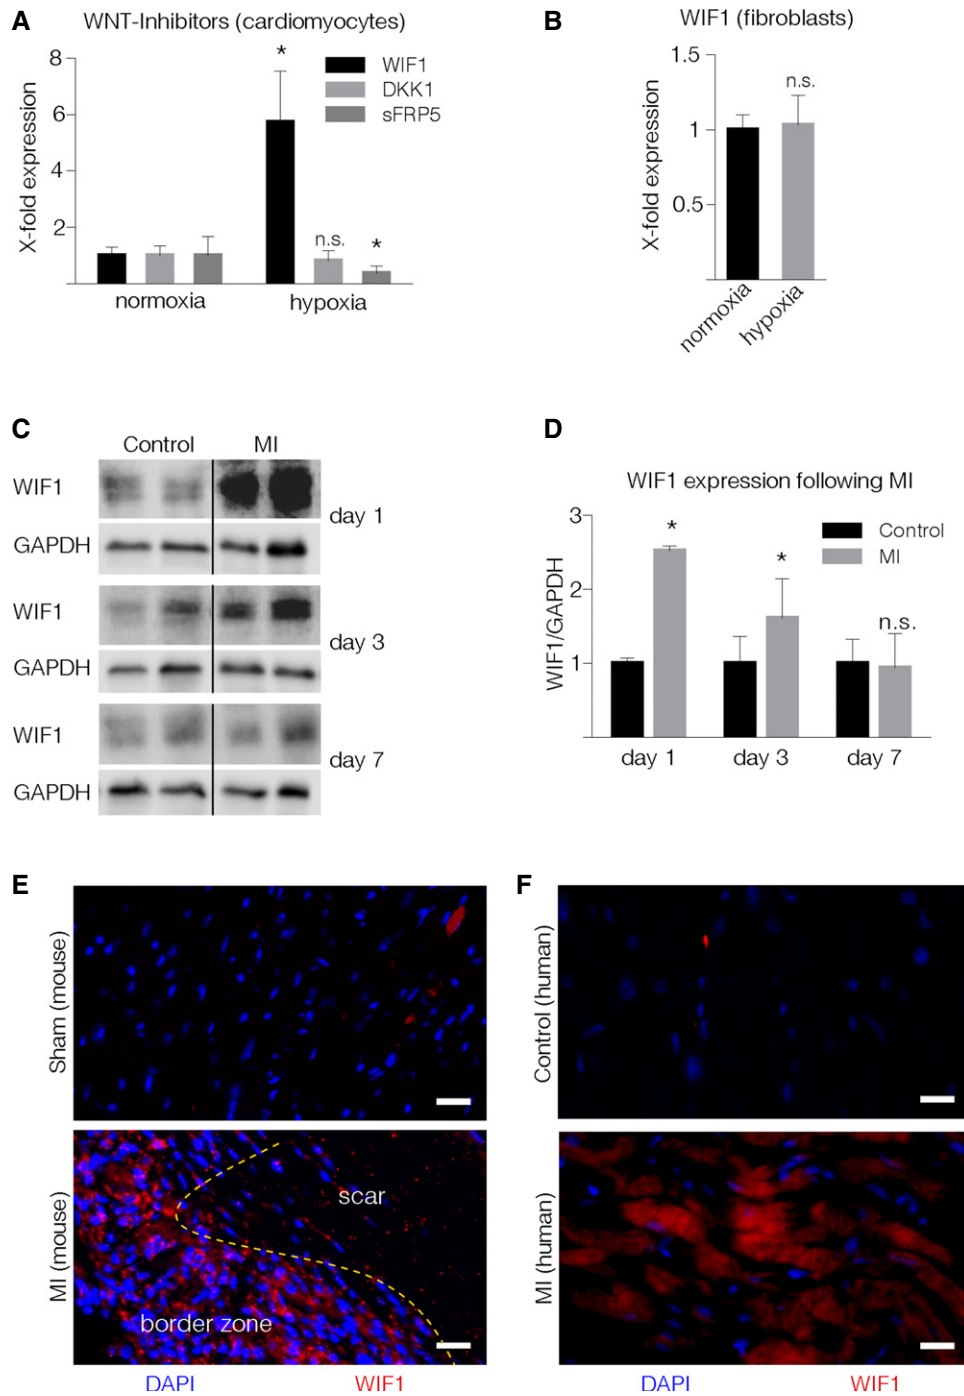 A
WNT-Inhibitors (cardiomyocytes)
X-fold expression
8
6
4
2
*
n.s.
*
WIF1
DKK1
sFRP5
normoxia
hypoxia
B
WIF1 (fibroblasts)
X-fold expression
1.5
1
0.5
n.s.
normoxia
hypoxia
C
Control
MI
WIF1
GAPDH
day 1
WIF1
GAPDH
day 3
WIF1
GAPDH
day 7
D
WIF1 expression following MI
WIF1/GAPDH
3
2
1
*
*
n.s.
Control
MI
day 1
day 3
day 7
E
Sham (mouse)
MI (mouse)
scar
border zone
DAPI
WIF1
F
Control (human)
MI (human)
DAPI
WIF1